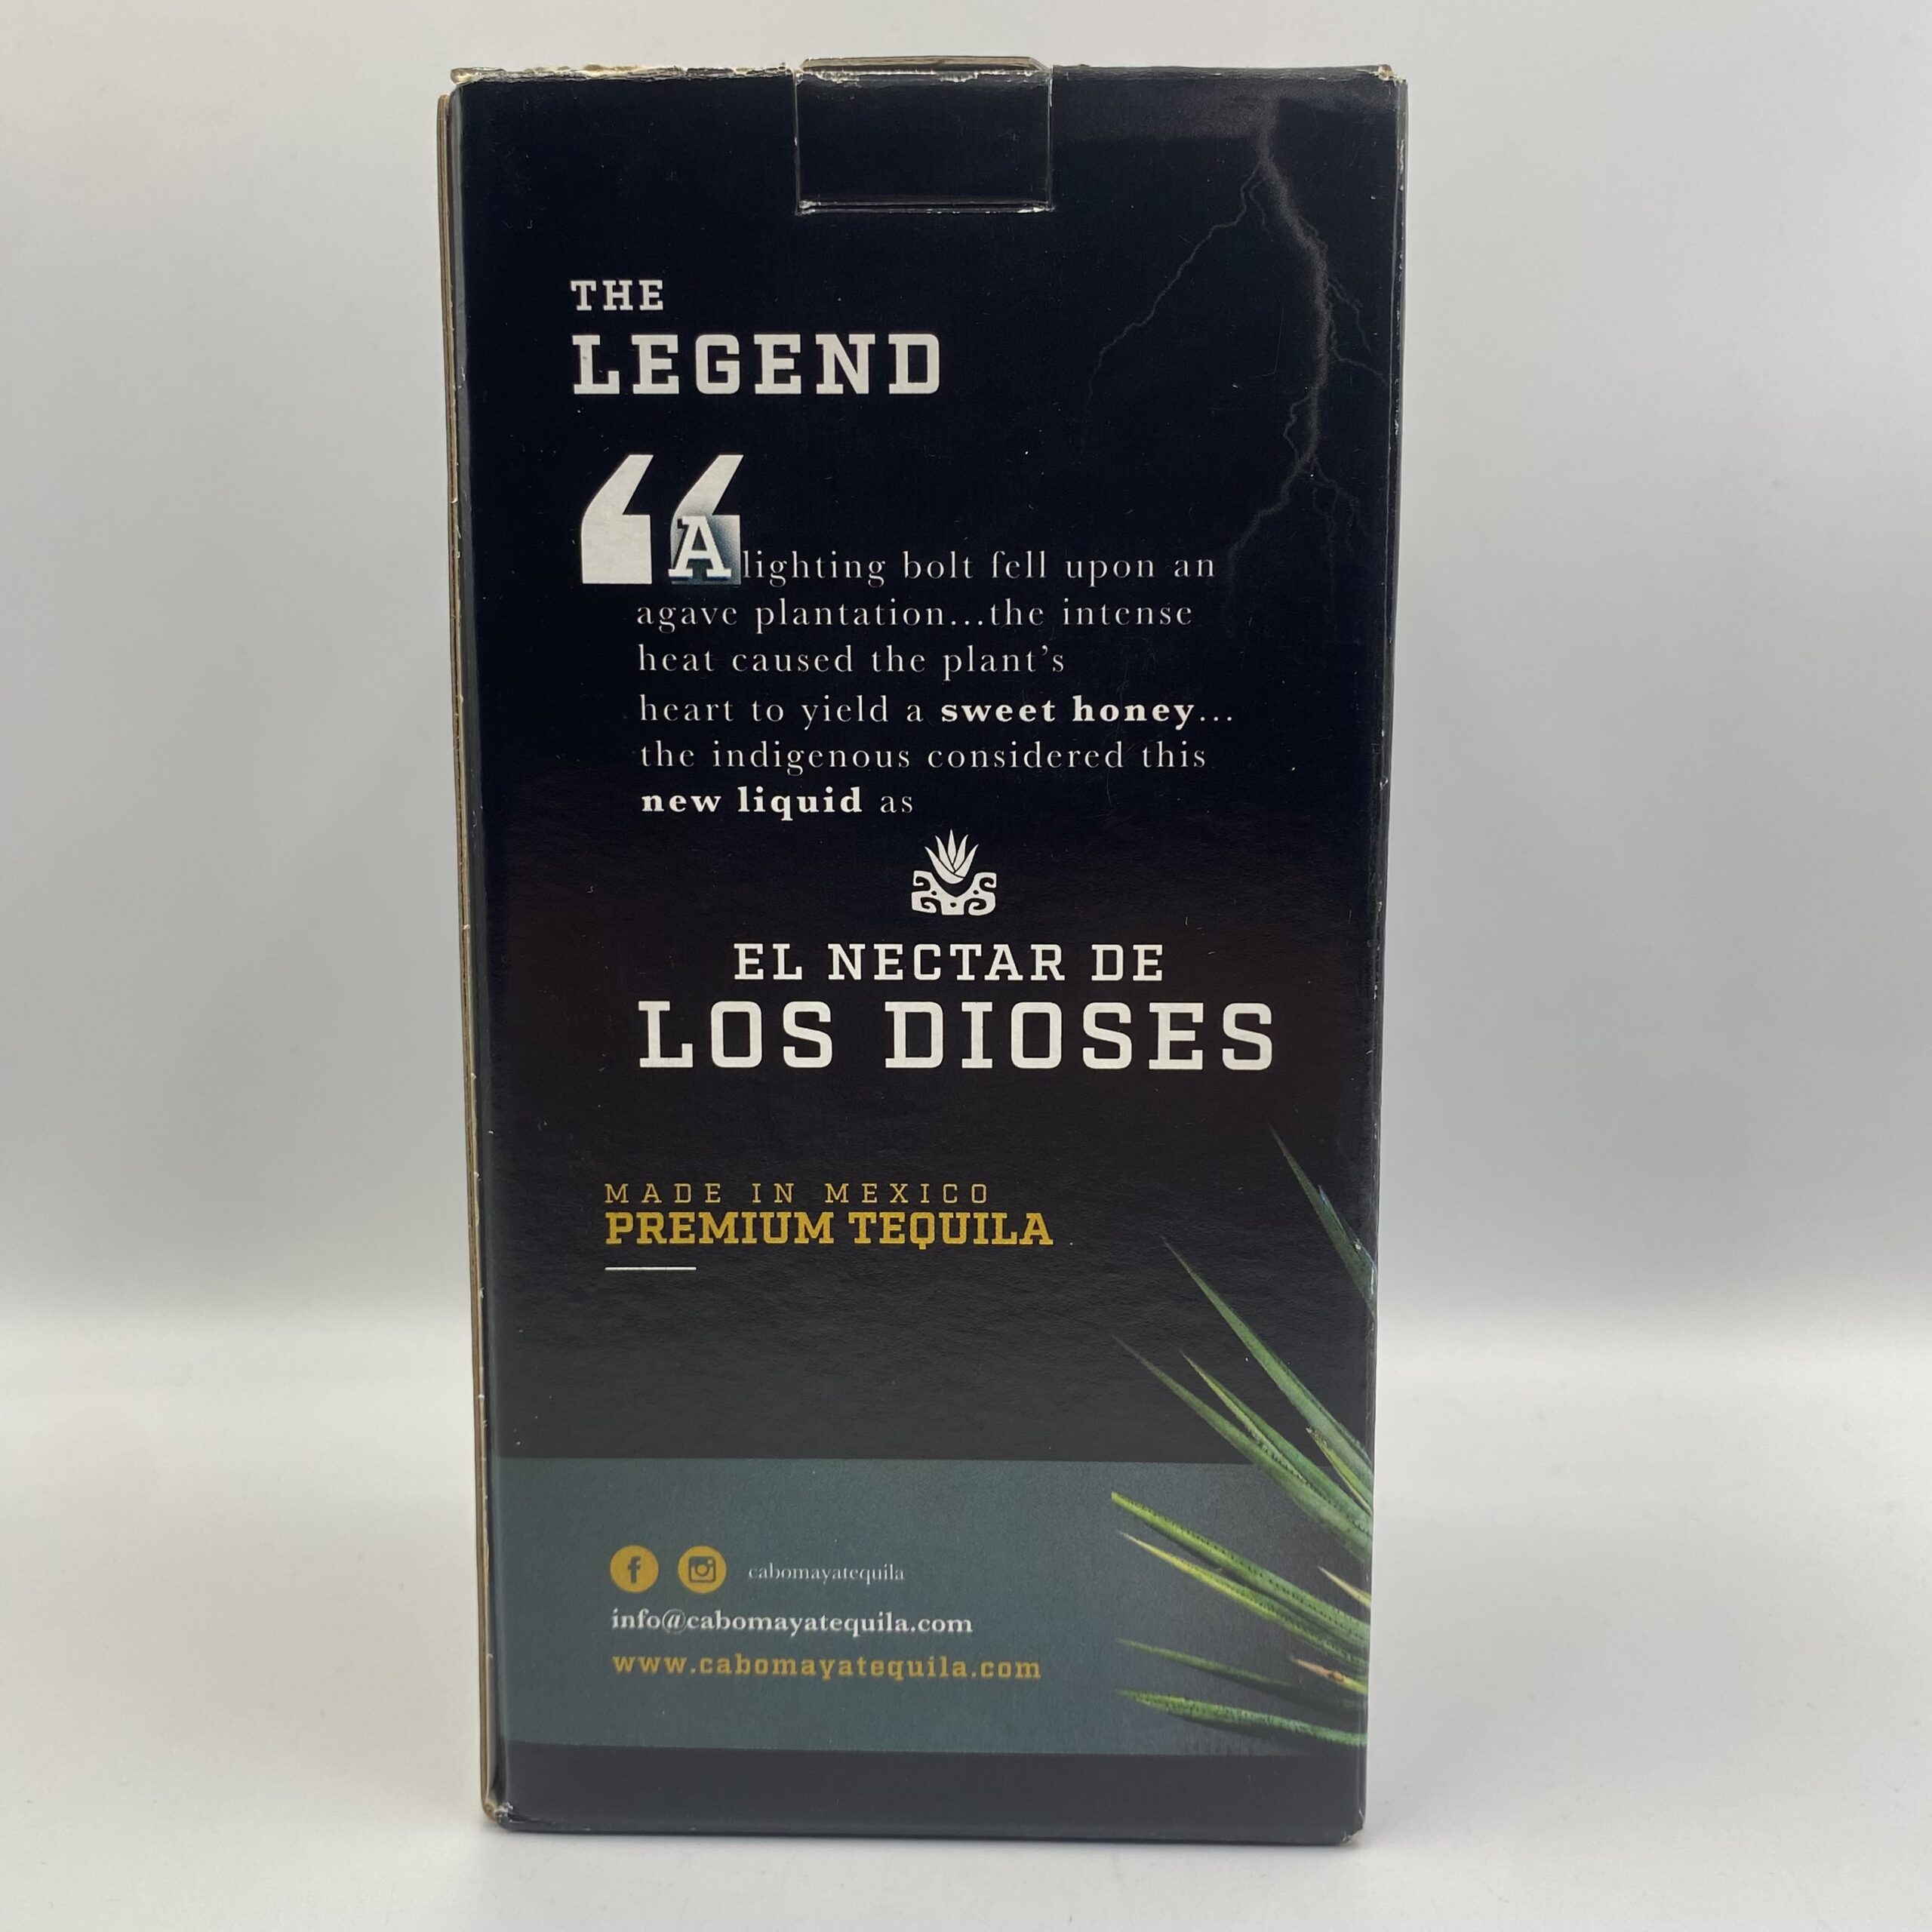 THE
LEGEND
“A lighting bolt fell upon an
agave plantation...the intense
heat caused the plant’s
heart to yield a sweet honey...
the indigenous considered this
new liquid as
EL NECTAR DE
LOS DIOSES
MADE IN MEXICO
PREMIUM TEQUILA
cabomayatequila
info@cabomayatequila.com
www.cabomayatequila.com